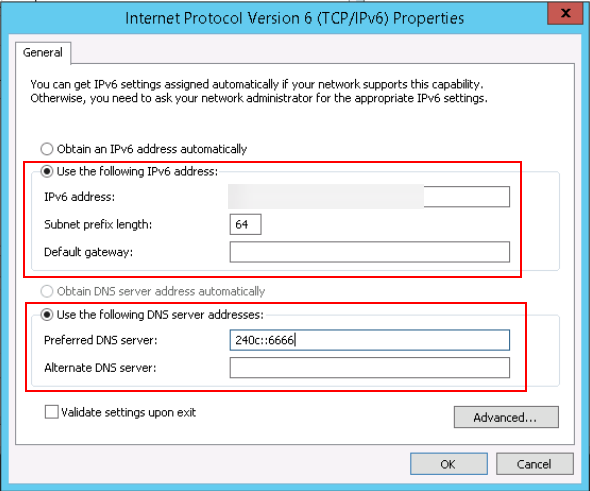 Internet Protocol Version 6 (TCP/IPv6) Properties
x
General
You can get IPv6 settings assigned automatically if your network supports this capability.
Otherwise, you need to ask your network administrator for the appropriate IPv6 settings.
Obtain an IPv6 address automatically
Use the following IPv6 address:
IPv6 address:
Subnet prefix length: 64
Default gateway:
Obtain DNS server address automatically
Use the following DNS server addresses:
Preferred DNS server: 240c::6666
Alternate DNS server:
Validate settings upon exit
Advanced...
OK Cancel